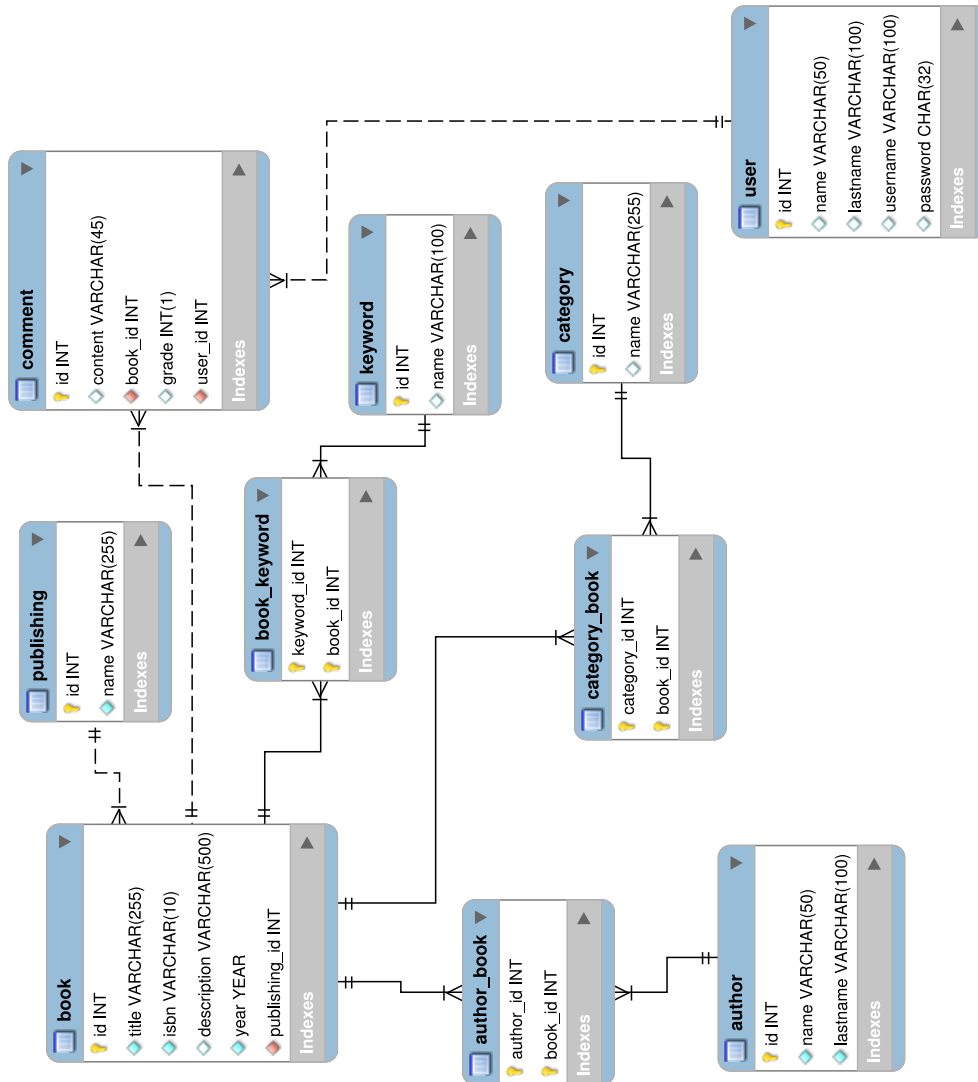 book
id INT
title VARCHAR(255)
isbn VARCHAR(10)
description VARCHAR(500)
year YEAR
publishing_id INT
Indexes
publishing
id INT
name VARCHAR(255)
Indexes
comment
id INT
content VARCHAR(45)
book_id INT
grade INT(1)
user_id INT
Indexes
book_keyword
keyword_id INT
book_id INT
Indexes
keyword
id INT
name VARCHAR(100)
Indexes
author_book
author_id INT
book_id INT
Indexes
category_book
category_id INT
book_id INT
Indexes
category
id INT
name VARCHAR(255)
Indexes
author
id INT
name VARCHAR(50)
lastname VARCHAR(100)
Indexes
user
id INT
name VARCHAR(50)
lastname VARCHAR(100)
username VARCHAR(100)
password CHAR(32)
Indexes